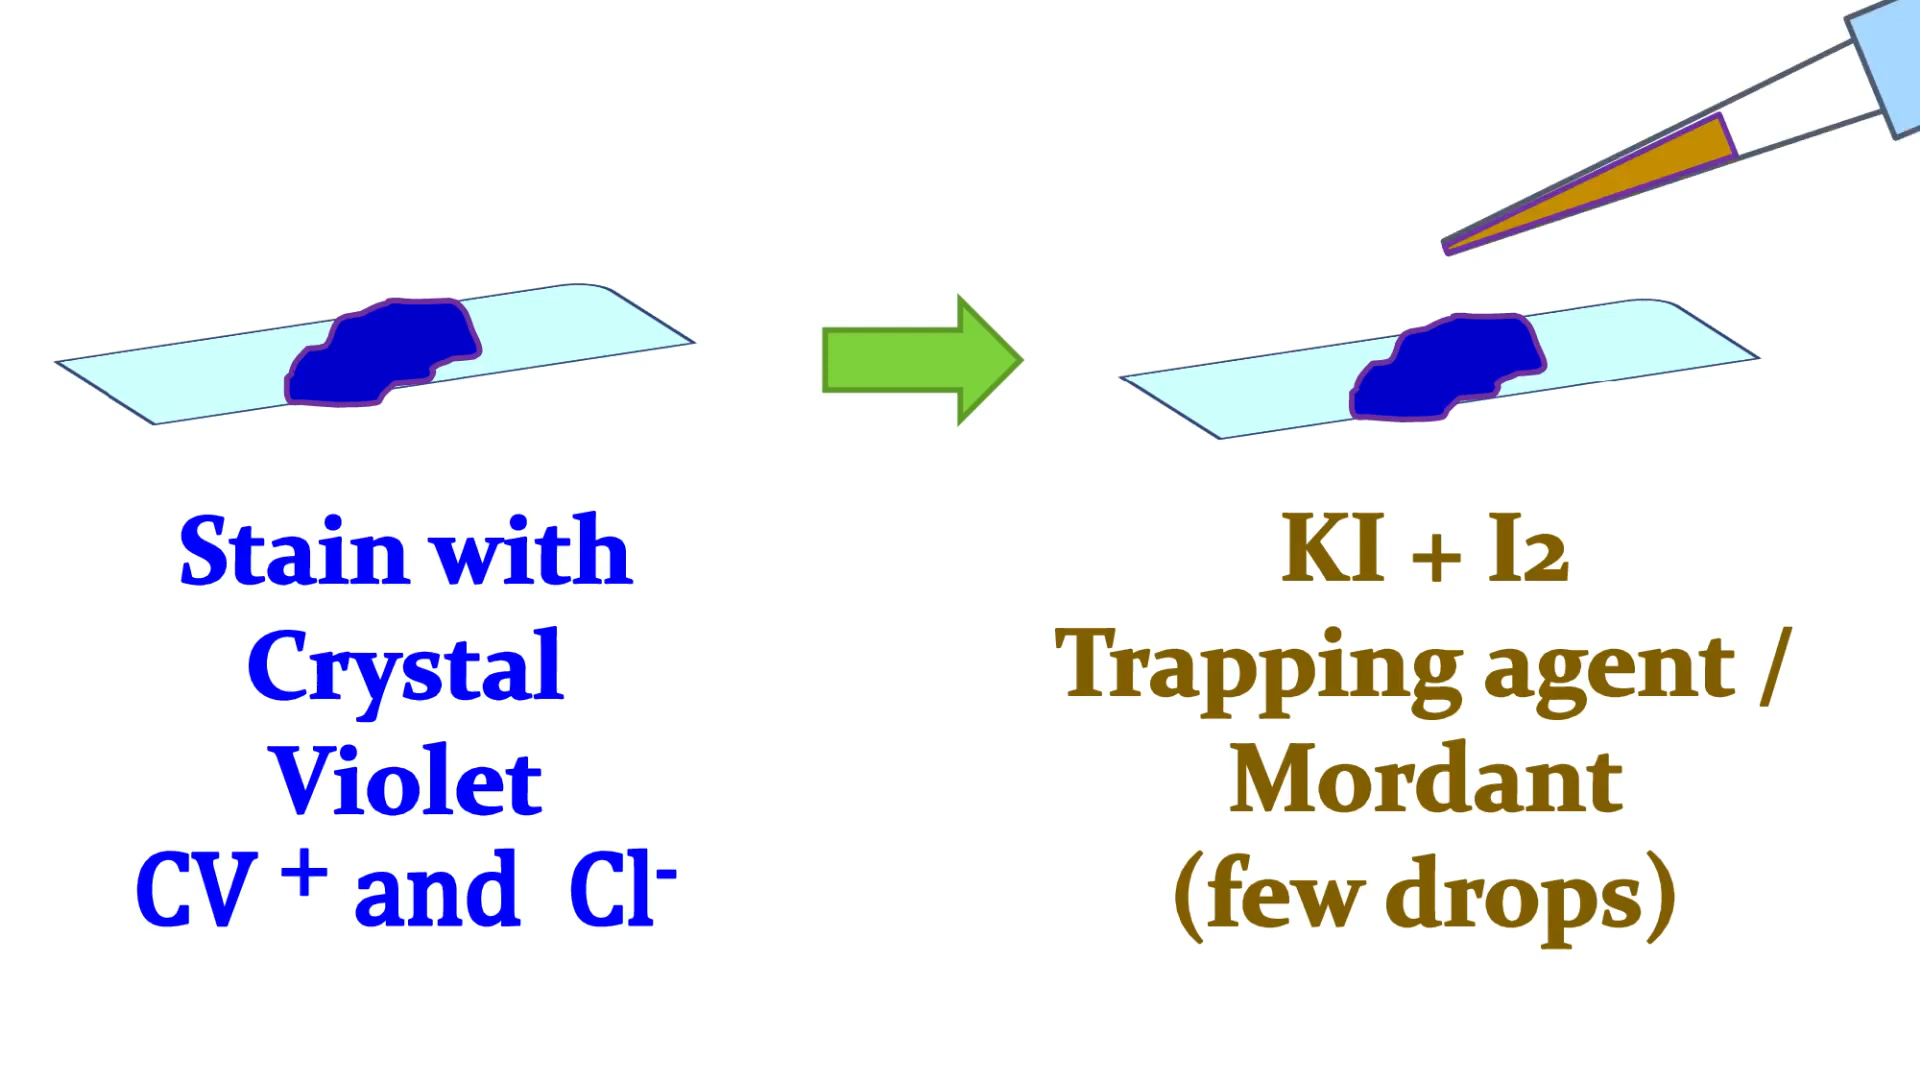 Stain with
Crystal
Violet
CV + and Cl-
KI + I2
Trapping agent /
Mordant
(few drops)